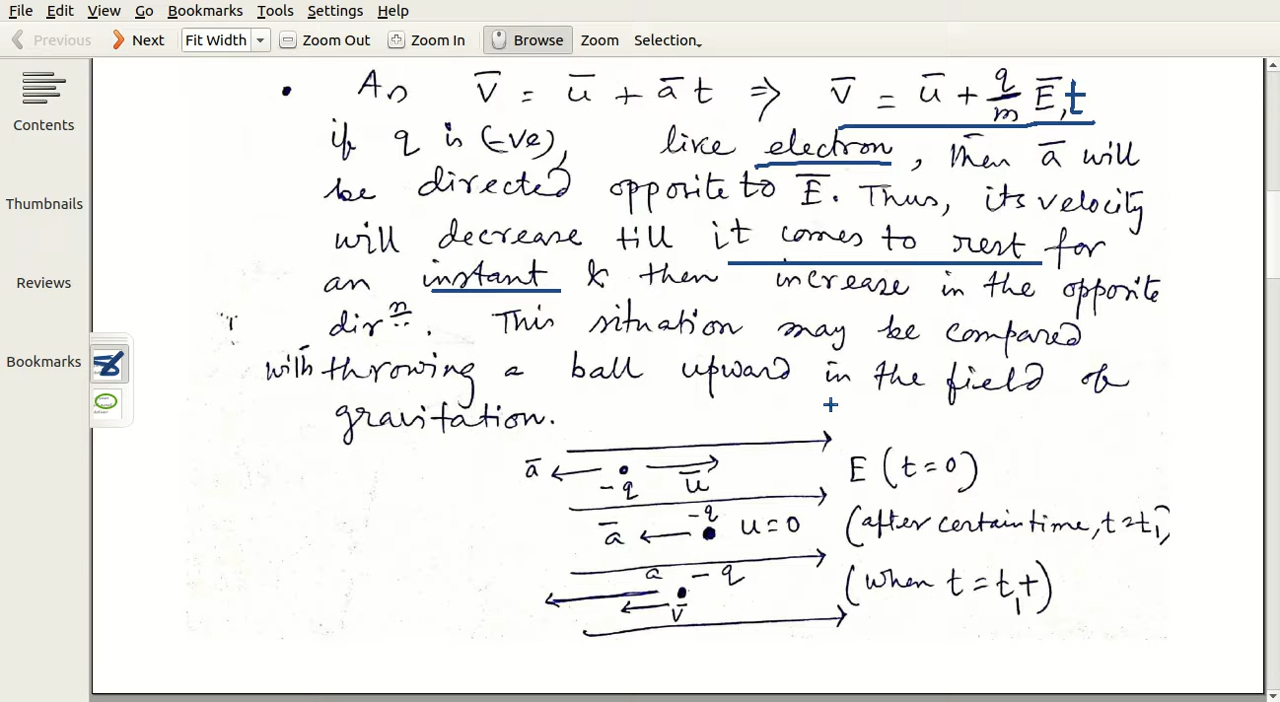 File Edit View Go Bookmarks Tools Settings Help
Previous Next Fit Width Zoom Out Zoom In Browse Zoom Selection
Contents
Thumbnails
Reviews
Bookmarks
• As v̅ = u̅ + a̅ t ⇒ v̅ = u̅ + q/m E̅, t
if q is (-ve), like electron, then a̅ will
be directed opposite to E̅. Thus, its velocity
will decrease till it comes to rest for
an instant & then increase in the opposite
dirⁿ. This situation may be compared
with throwing a ball upward in the field of
gravitation.
a̅ -q u̅ E (t=0)
a̅ -q u=0 (after certain time, t=t₁)
a -q v̅ (when t = t₁+)